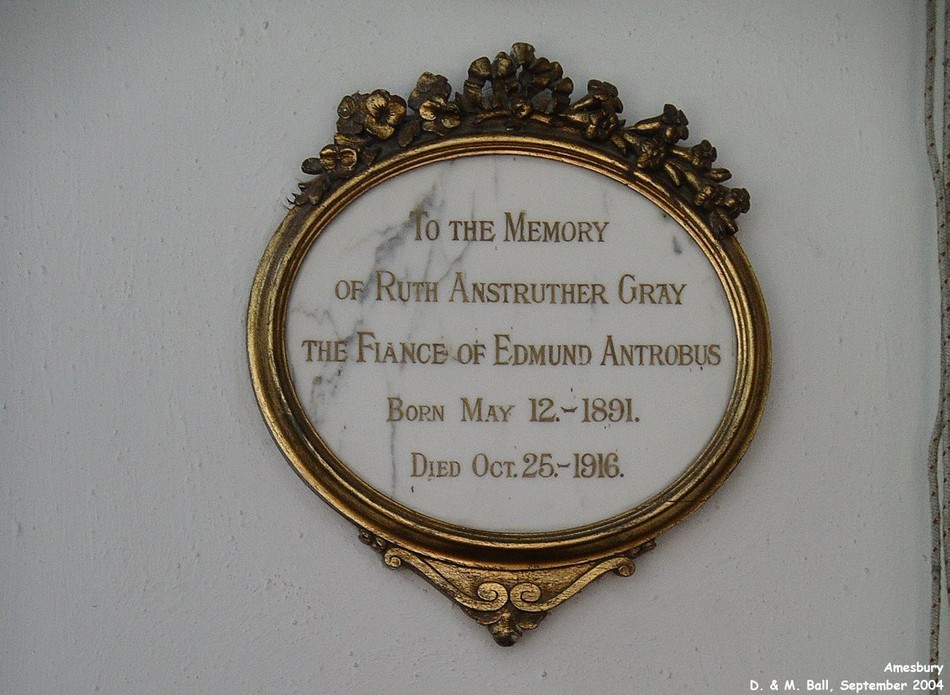 To the Memory
of Ruth Anstruther Gray
the Fiance of Edmund Antrobus
Born May 12.-1891.
Died Oct. 25.-1916.
Amesbury
D. & M. Ball, September 2004